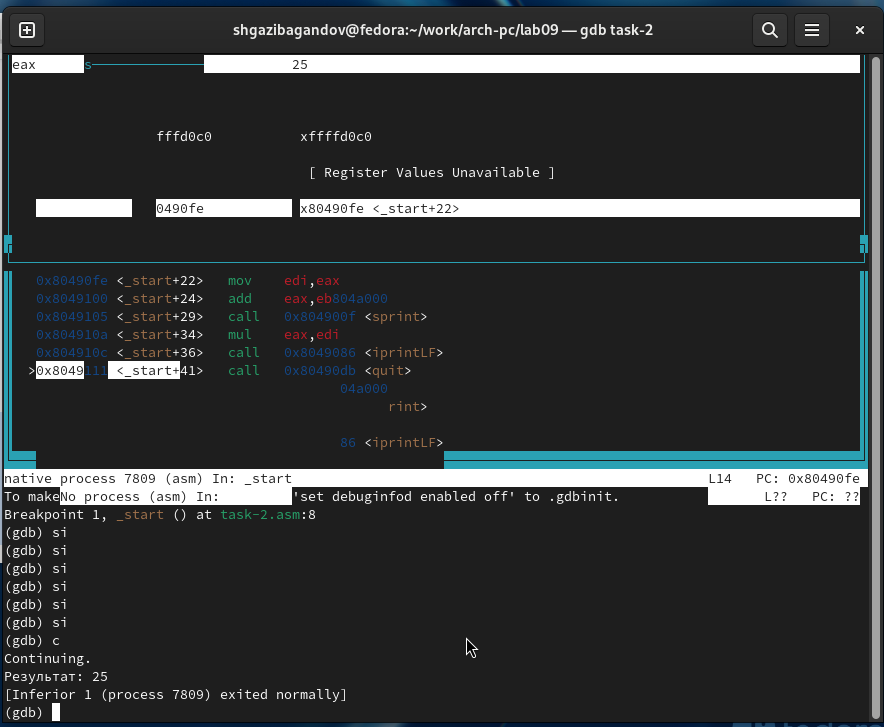 shgazibagandov@fedora:~/work/arch-pc/lab09 — gdb task-2
eax s 25
fffd0c0 xffffd0c0
[ Register Values Unavailable ]
0490fe x80490fe <_start+22>
0x80490fe <_start+22> mov edi,eax
0x8049100 <_start+24> add eax,eb804a000
0x8049105 <_start+29> call 0x804900f <sprint>
0x804910a <_start+34> mul eax,edi
0x804910c <_start+36> call 0x8049086 <iprintLF>
>0x8049111 <_start+41> call 0x80490db <quit>
04a000
rint>
86 <iprintLF>
native process 7809 (asm) In: _start L14 PC: 0x80490fe
To makeNo process (asm) In: 'set debuginfod enabled off' to .gdbinit. L?? PC: ??
Breakpoint 1, _start () at task-2.asm:8
(gdb) si
(gdb) si
(gdb) si
(gdb) si
(gdb) si
(gdb) si
(gdb) c
Continuing.
Результат: 25
[Inferior 1 (process 7809) exited normally]
(gdb)